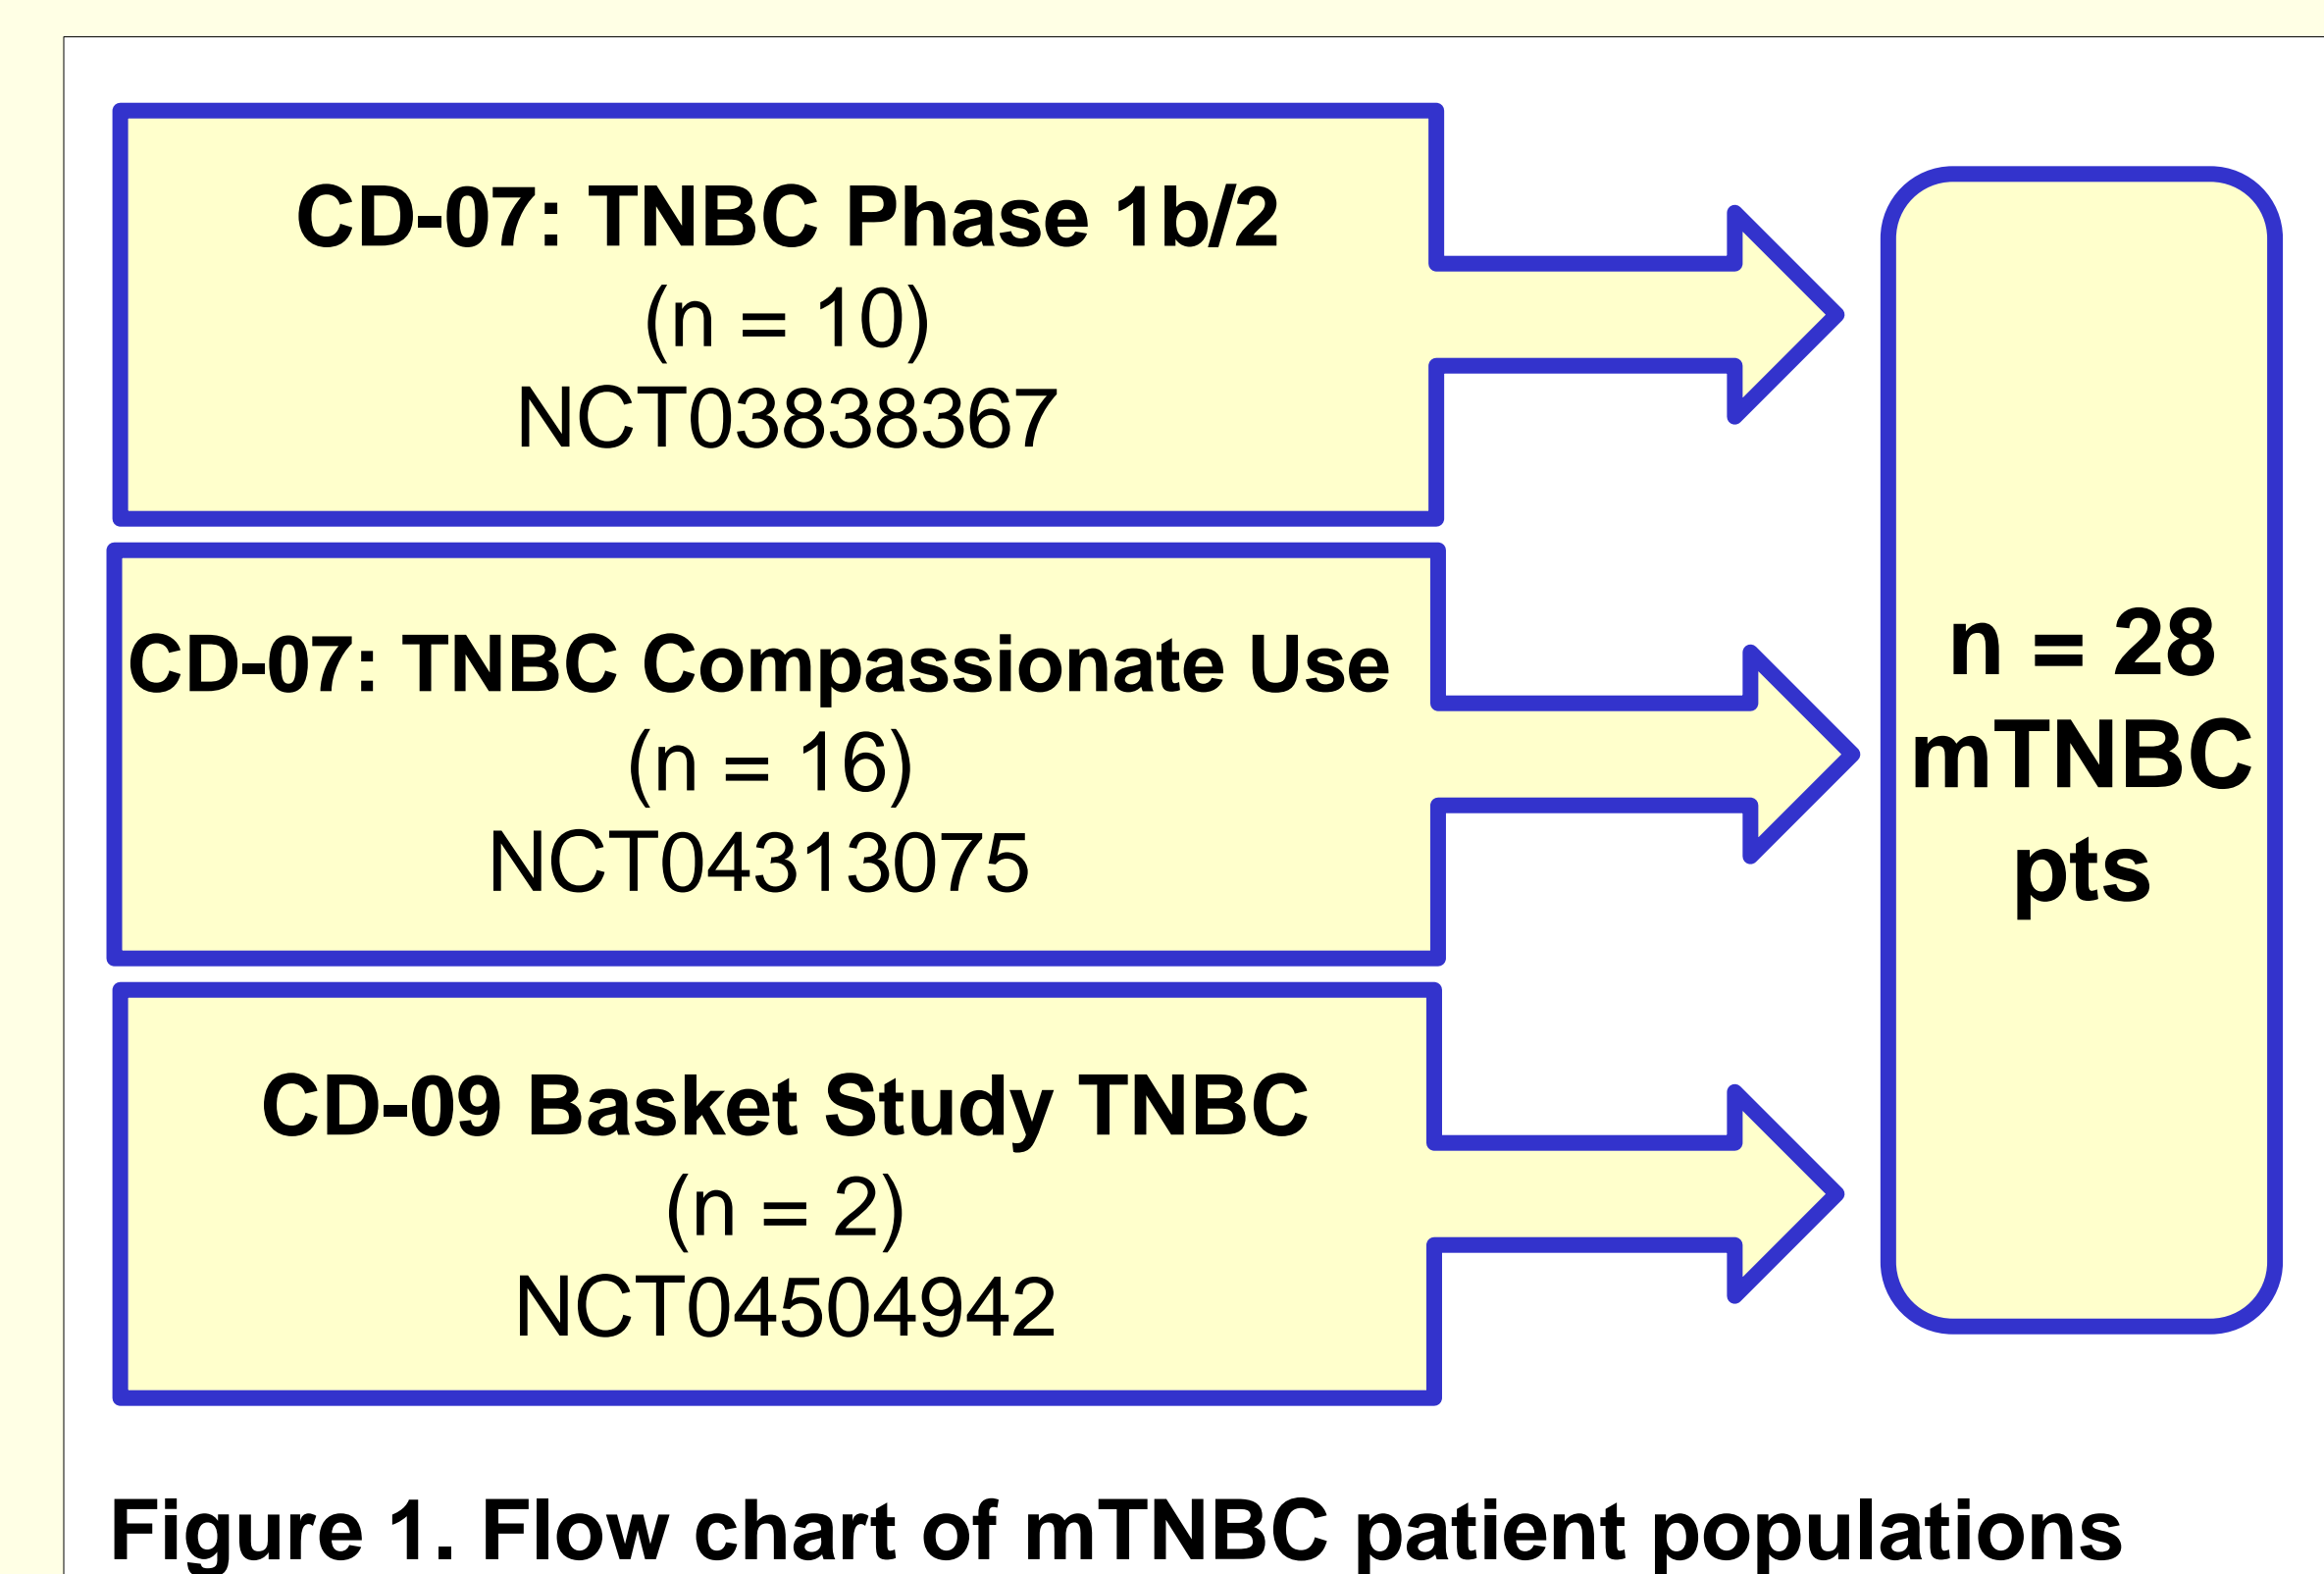 CD-07: TNBC Phase 1b/2
(n = 10)
NCT03838367
CD-07: TNBC Compassionate Use
(n = 16)
NCT04313075
CD-09 Basket Study TNBC
(n = 2)
NCT04504942
n = 28
mTNBC
pts
Figure 1. Flow chart of mTNBC patient populations